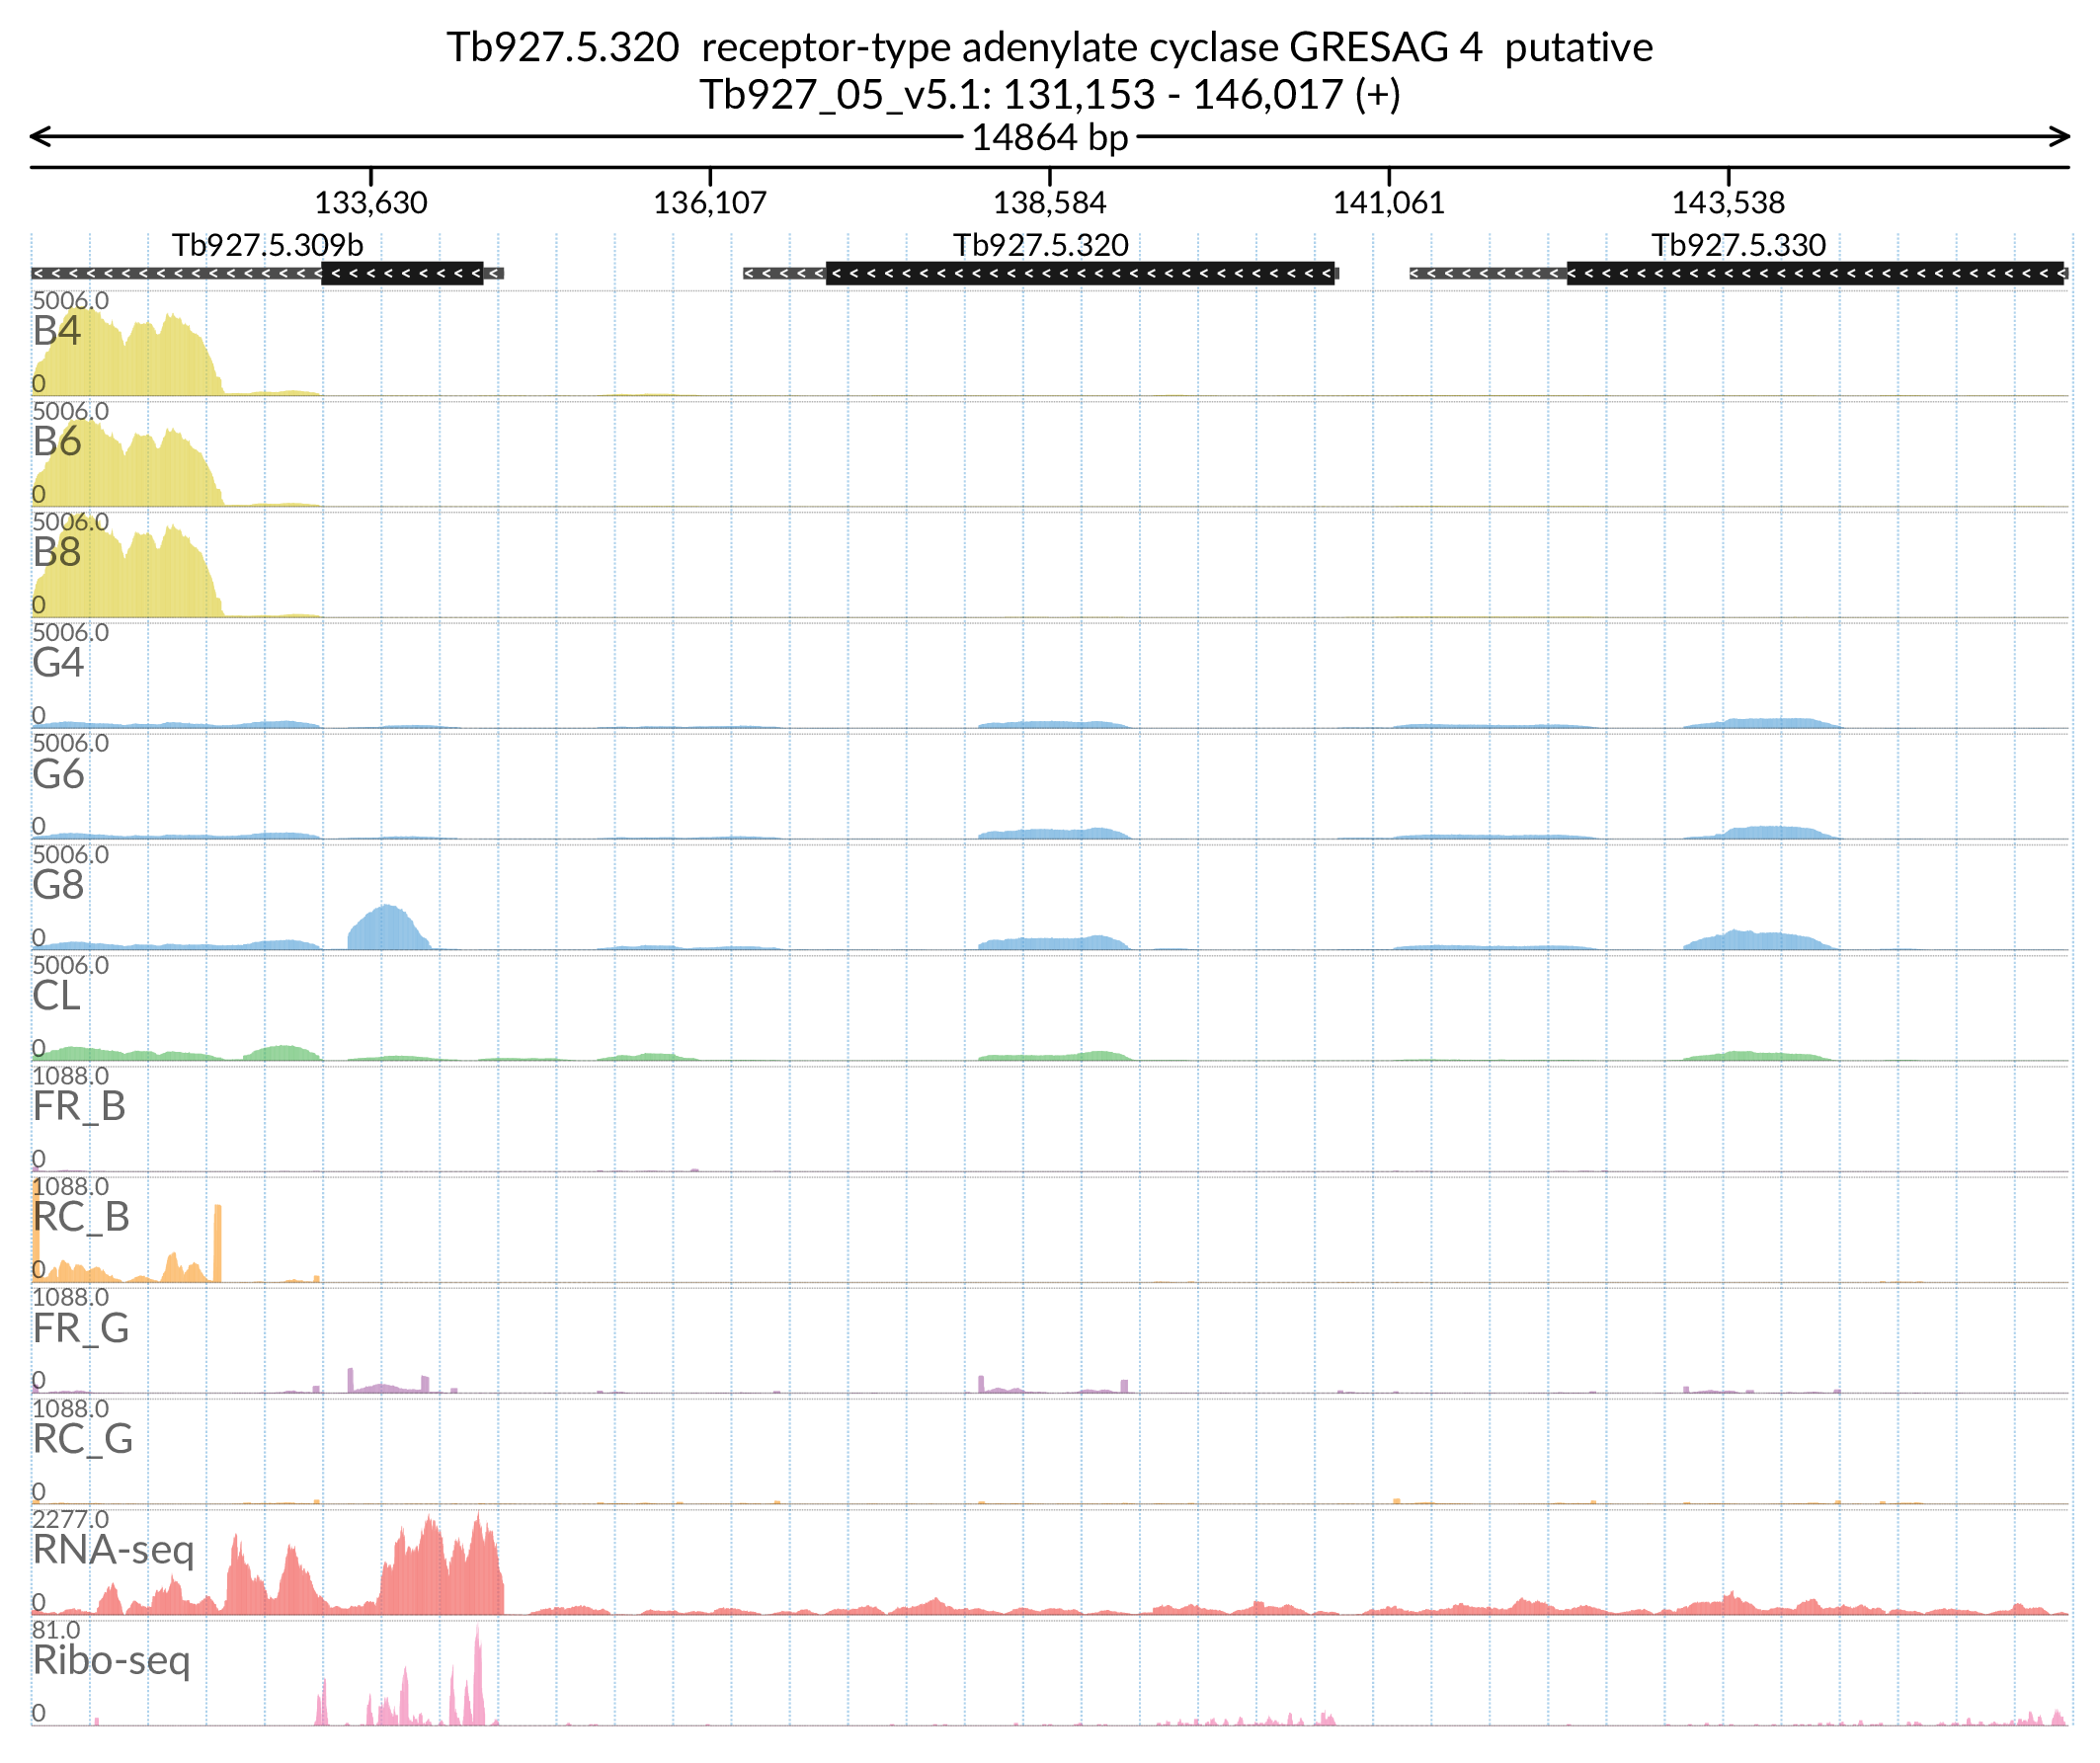 Tb927.5.320 receptor-type adenylate cyclase GRESAG 4 putative
Tb927_05_v5.1: 131,153 - 146,017 (+)
14864 bp
133,630 136,107 138,584 141,061 143,538
Tb927.5.309b Tb927.5.320 Tb927.5.330
5006.0
B4
0
5006.0
B6
0
5006.0
B8
0
5006.0
G4
0
5006.0
G6
0
5006.0
G8
0
5006.0
CL
0
1088.0
FR_B
0
1088.0
RC_B
0
1088.0
FR_G
0
1088.0
RC_G
0
2277.0
RNA-seq
0
81.0
Ribo-seq
0